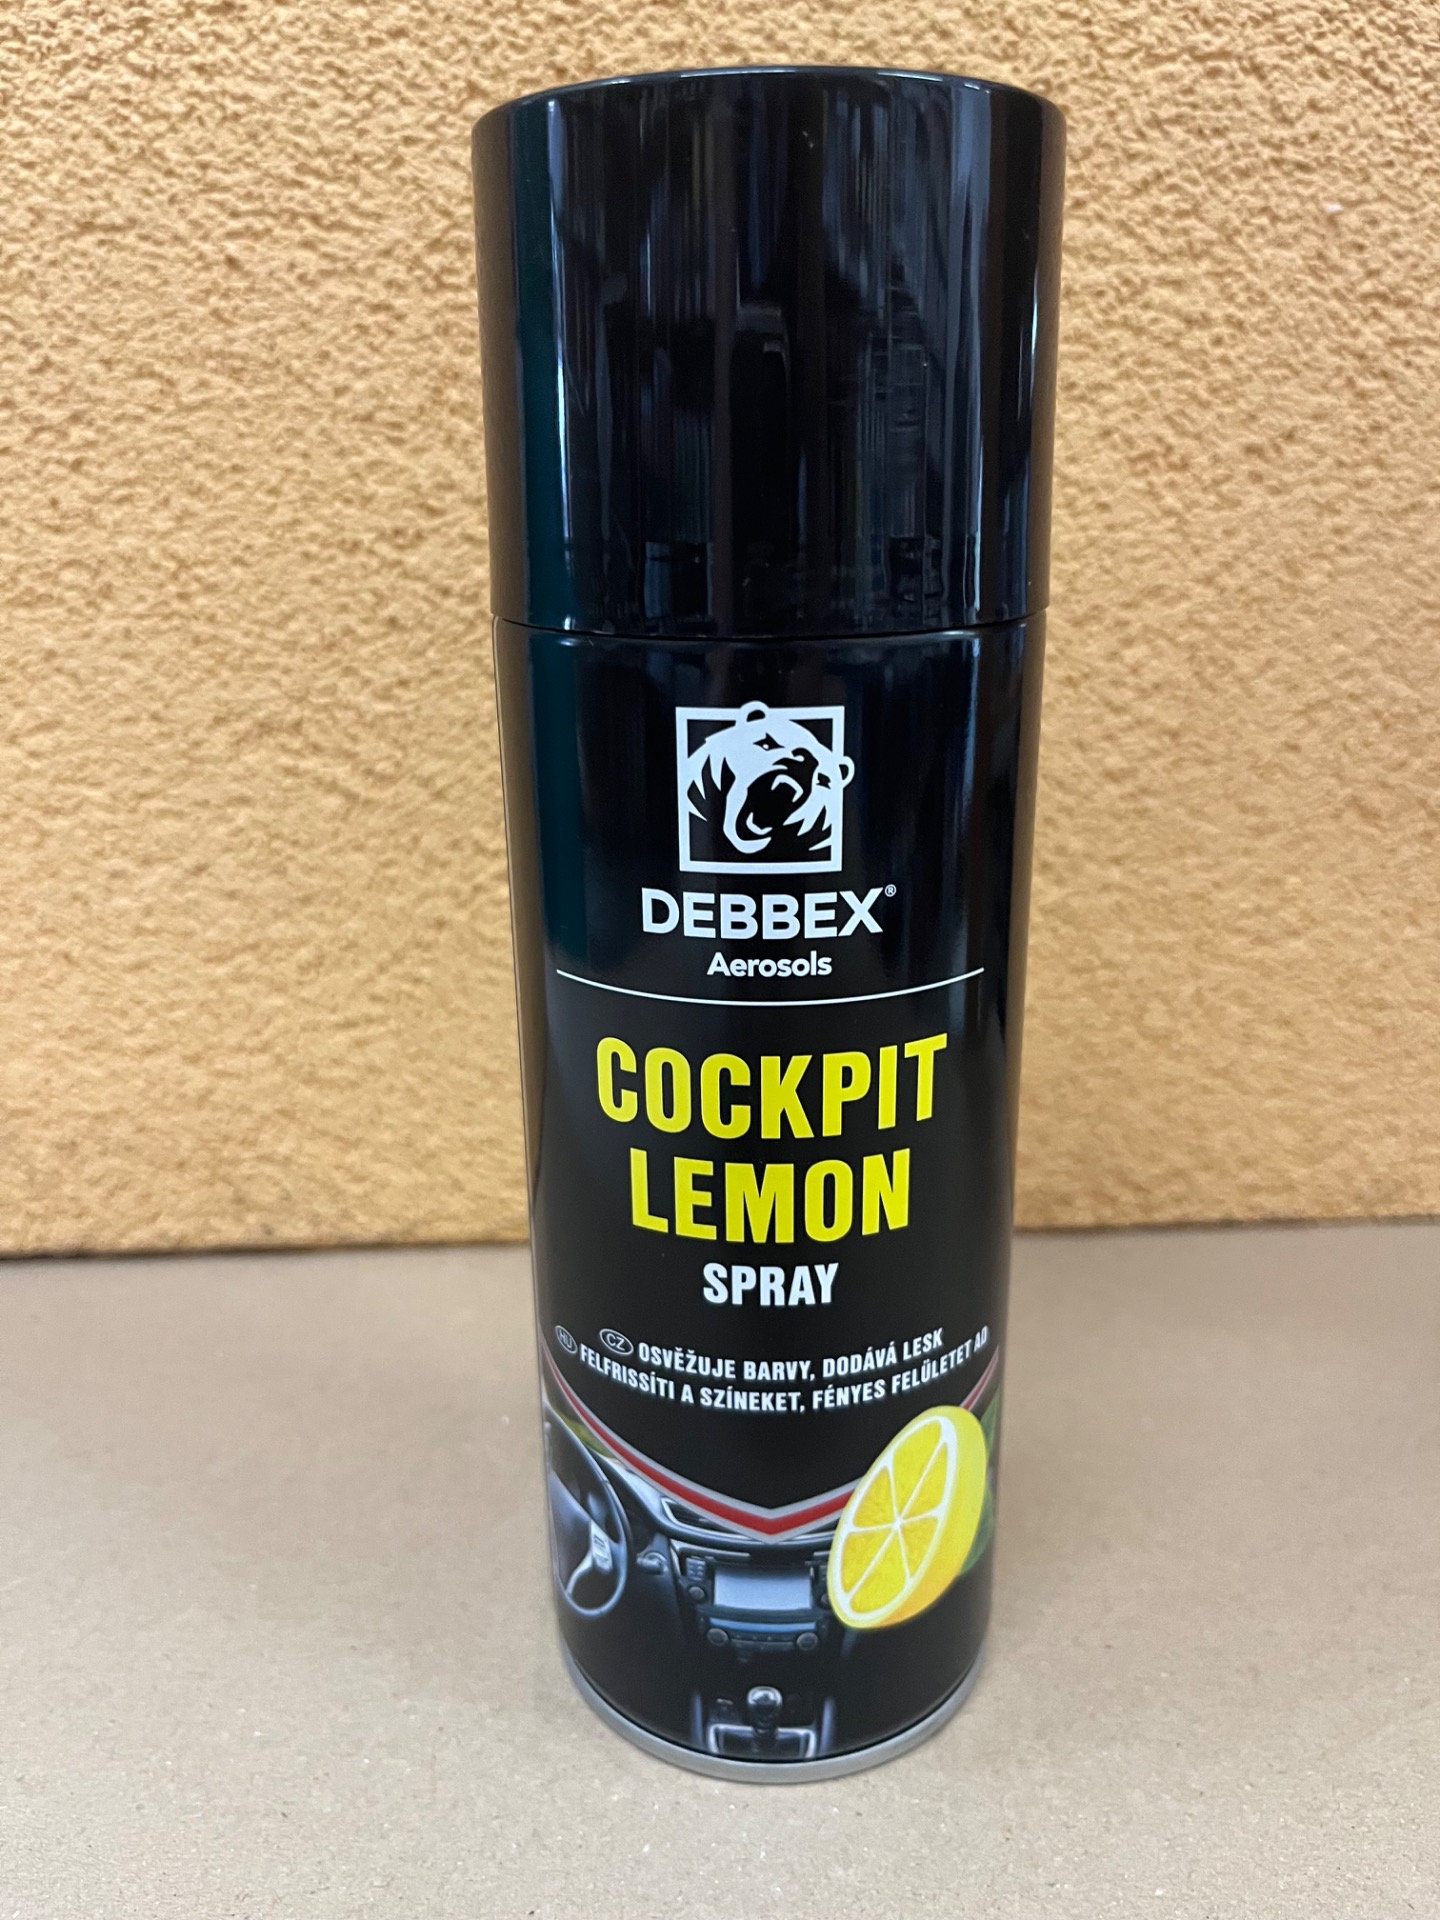 DEBBEX®
Aerosols
COCKPIT
LEMON
SPRAY
CZ OSVĚŽUJE BARVY, DODÁVÁ LESK
HU FELFRISSÍTI A SZÍNEKET, FÉNYES FELÜLETET AD